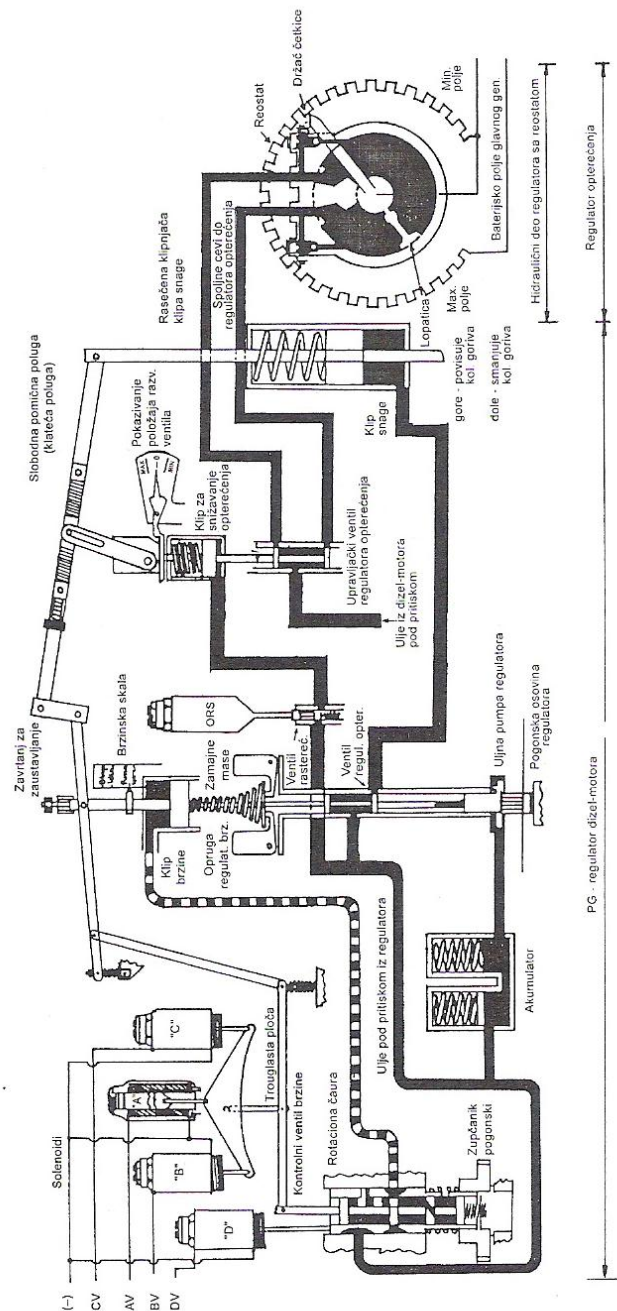 (–)
CV
AV
BV
DV
Solenoidi
"C"
"A"
"B"
"D"
Trouglasta ploča
Kontrolni ventil brzine
Rotaciona čaura
Zupčanik
pogonski
Akumulator
Ulje pod pritiskom iz regulatora
Zavrtanj za
zaustavljanje
Brzinska skala
Klip
brzine
Opruga
regulat. brz.
Zamajne
mase
ORS
Ventil
rastereć.
Ventil
regul. opter.
Uljna pumpa regulatora
Pogonska osovina
regulatora
Slobodna pomična poluga
(klateća poluga)
Pokazivanje
položaja razv.
ventila
MAX
0
MIN
Klip za
snižavanje
opterećenja
Upravljački ventil
regulatora opterećenja
Ulje iz dizel-motora
pod pritiskom
Rasečena klipnjača
klipa snage
Spoljne cevi do
regulatora opterećenja
Klip
snage
gore - povisuje
kol. goriva
dole - smanjuje
kol. goriva
Reostat
Držač četkice
Min.
polje
Max.
polje
Lopatica
Baterijsko polje glavnog gen.
Hidraulični deo regulatora sa reostatom
Regulator opterećenja
PG - regulator dizel-motora